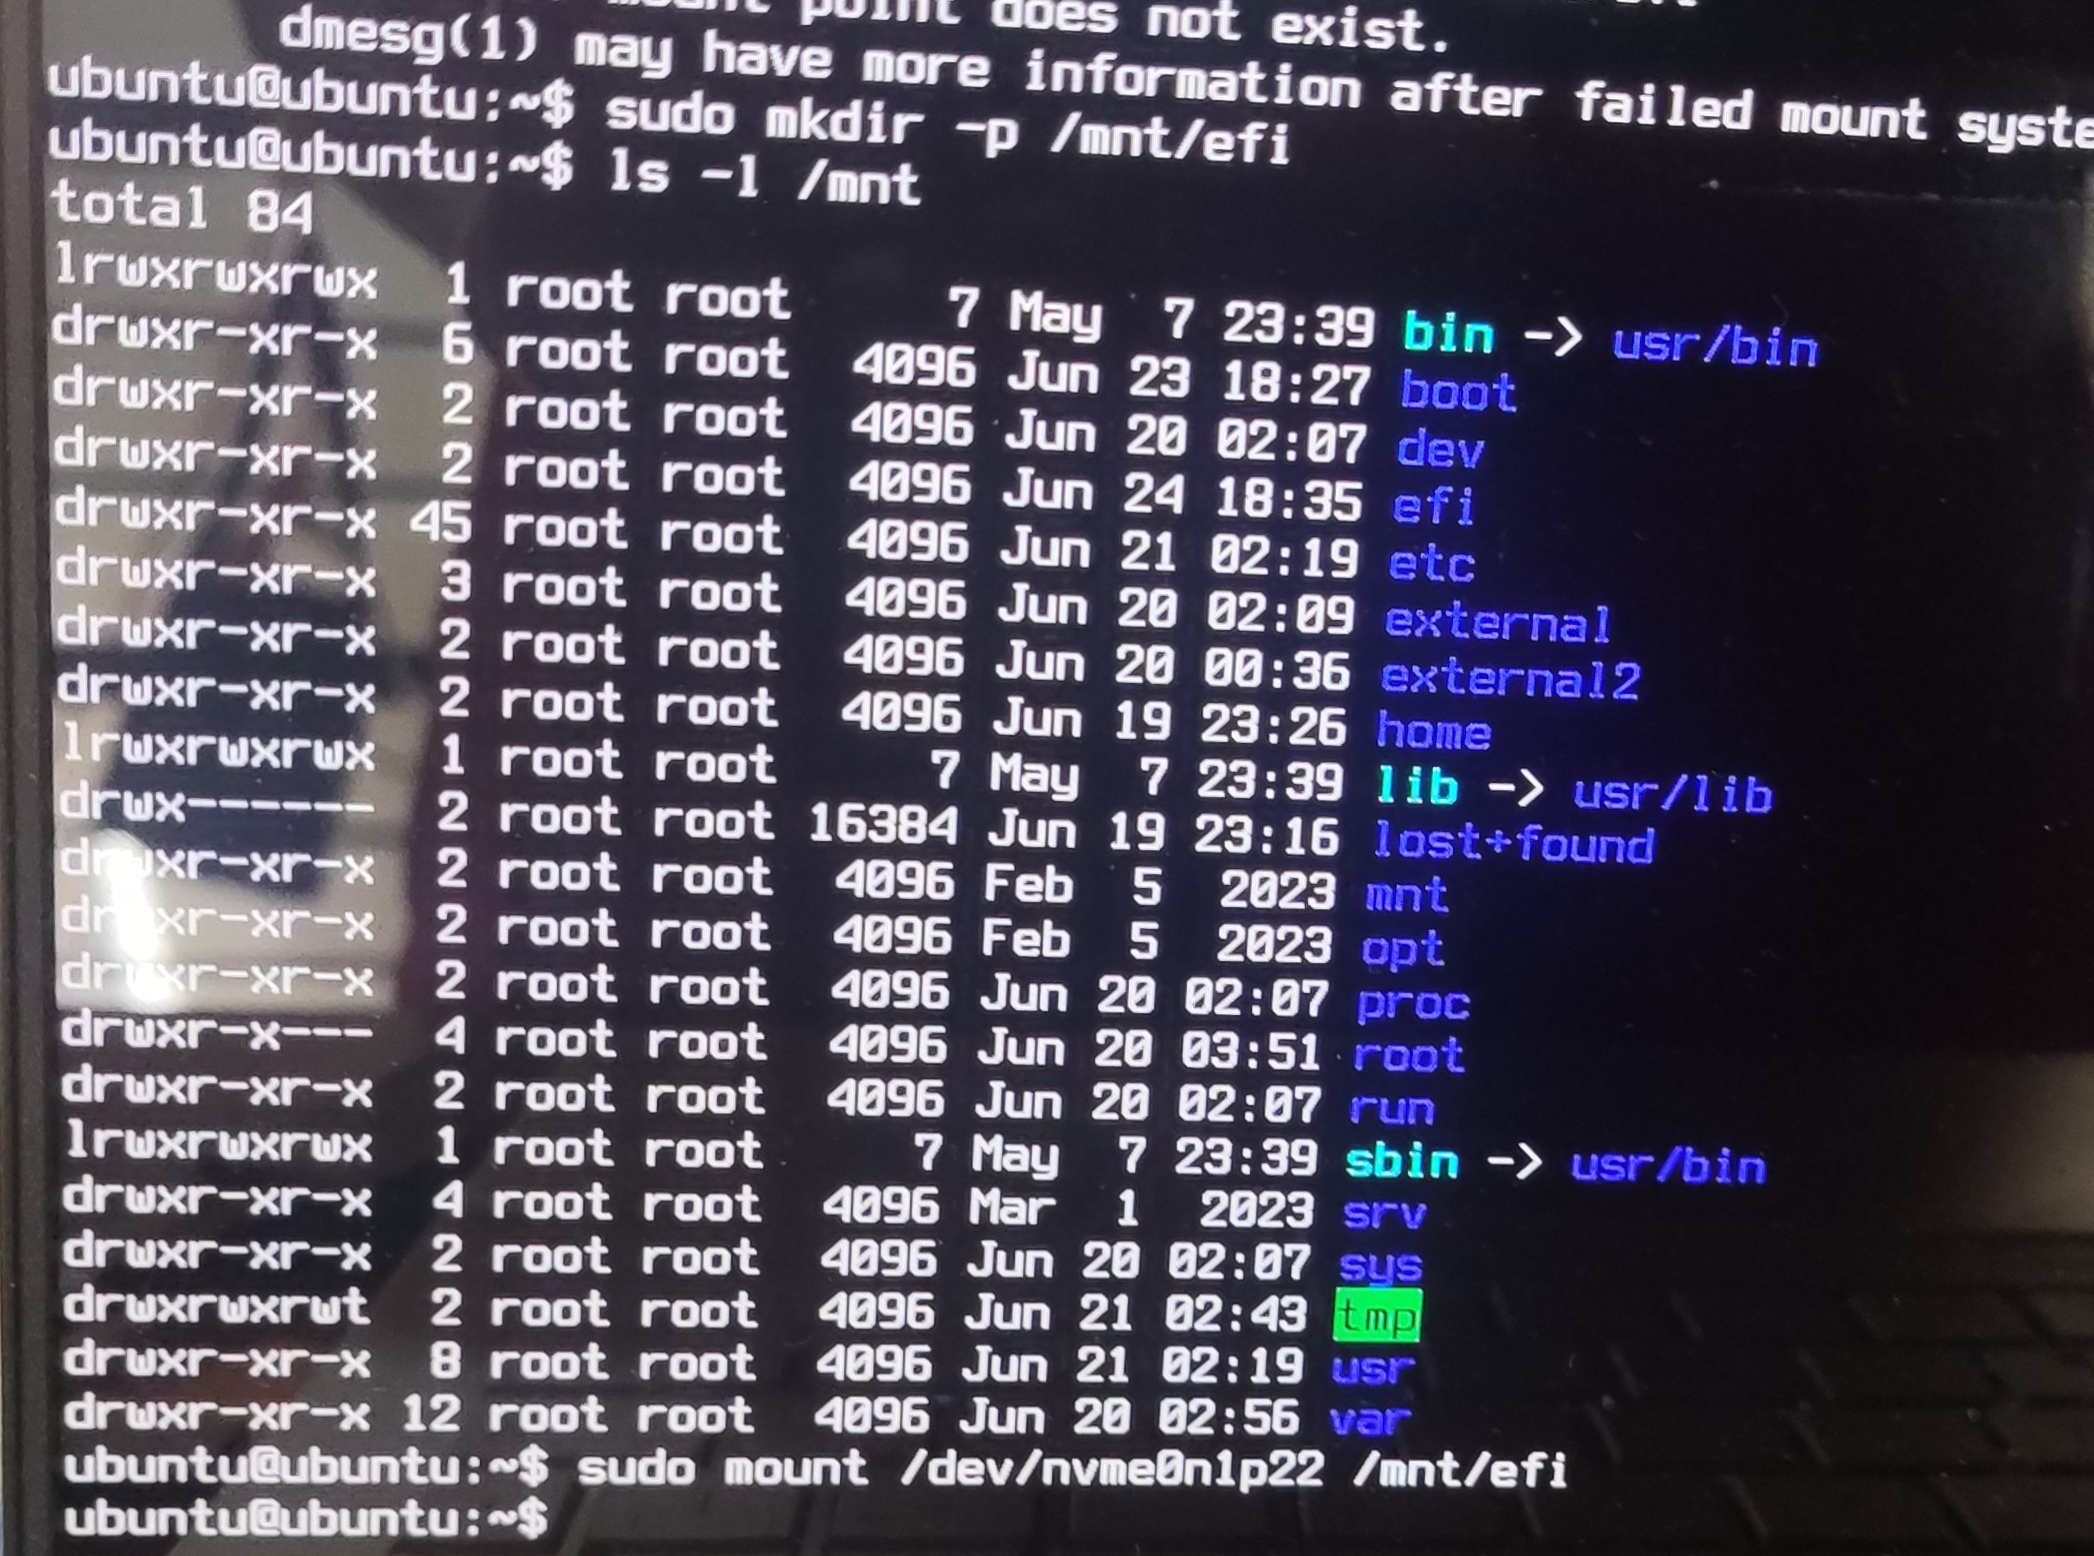 point does not exist.
dmesg(1) may have more information after failed mount syste
ubuntu@ubuntu:~$ sudo mkdir -p /mnt/efi
ubuntu@ubuntu:~$ ls -l /mnt
total 84
lrwxrwxrwx 1 root root 7 May 7 23:39 bin -> usr/bin
drwxr-xr-x 6 root root 4096 Jun 23 18:27 boot
drwxr-xr-x 2 root root 4096 Jun 20 02:07 dev
drwxr-xr-x 2 root root 4096 Jun 24 18:35 efi
drwxr-xr-x 45 root root 4096 Jun 21 02:19 etc
drwxr-xr-x 3 root root 4096 Jun 20 02:09 external
drwxr-xr-x 2 root root 4096 Jun 20 00:36 external2
drwxr-xr-x 2 root root 4096 Jun 19 23:26 home
lrwxrwxrwx 1 root root 7 May 7 23:39 lib -> usr/lib
drwx------ 2 root root 16384 Jun 19 23:16 lost+found
drwxr-xr-x 2 root root 4096 Feb 5 2023 mnt
drwxr-xr-x 2 root root 4096 Feb 5 2023 opt
drwxr-xr-x 2 root root 4096 Jun 20 02:07 proc
drwxr-x--- 4 root root 4096 Jun 20 03:51 root
drwxr-xr-x 2 root root 4096 Jun 20 02:07 run
lrwxrwxrwx 1 root root 7 May 7 23:39 sbin -> usr/bin
drwxr-xr-x 4 root root 4096 Mar 1 2023 srv
drwxr-xr-x 2 root root 4096 Jun 20 02:07 sys
drwxrwxrwt 2 root root 4096 Jun 21 02:43 tmp
drwxr-xr-x 8 root root 4096 Jun 21 02:19 usr
drwxr-xr-x 12 root root 4096 Jun 20 02:56 var
ubuntu@ubuntu:~$ sudo mount /dev/nvme0n1p22 /mnt/efi
ubuntu@ubuntu:~$